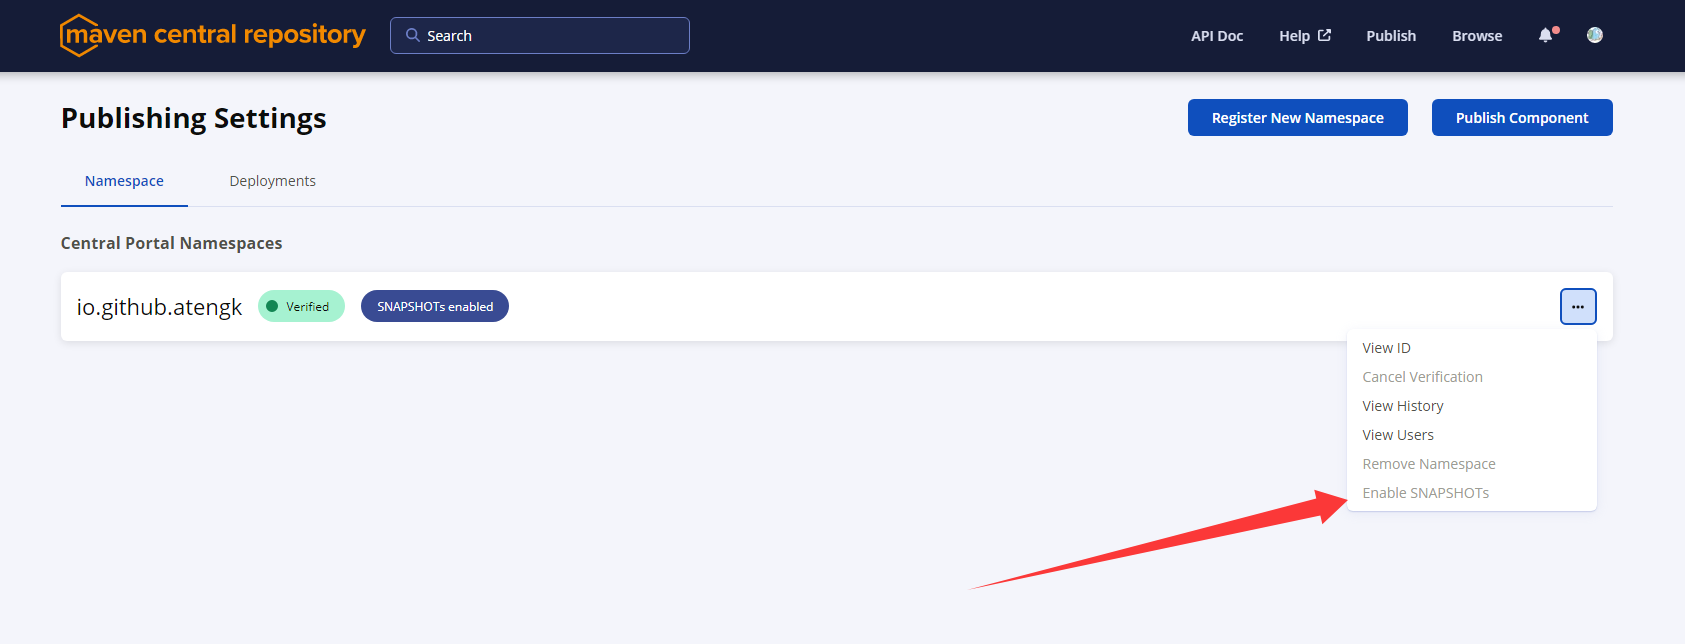 maven central repository
Search
API Doc
Help
Publish
Browse
Publishing Settings
Register New Namespace
Publish Component
Namespace
Deployments
Central Portal Namespaces
io.github.atengk
Verified
SNAPSHOTs enabled
View ID
Cancel Verification
View History
View Users
Remove Namespace
Enable SNAPSHOTs